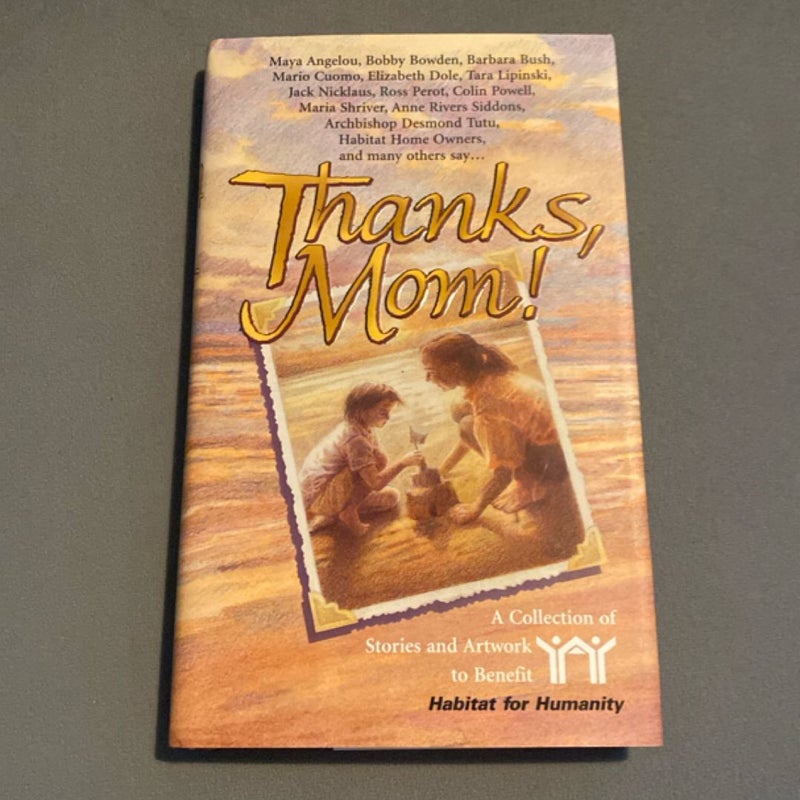 Maya Angelou, Bobby Bowden, Barbara Bush,
Mario Cuomo, Elizabeth Dole, Tara Lipinski,
Jack Nicklaus, Ross Perot, Colin Powell,
Maria Shriver, Anne Rivers Siddons,
Archbishop Desmond Tutu,
Habitat Home Owners,
and many others say...
Thanks,
Mom!
A Collection of
Stories and Artwork
to Benefit
Habitat for Humanity